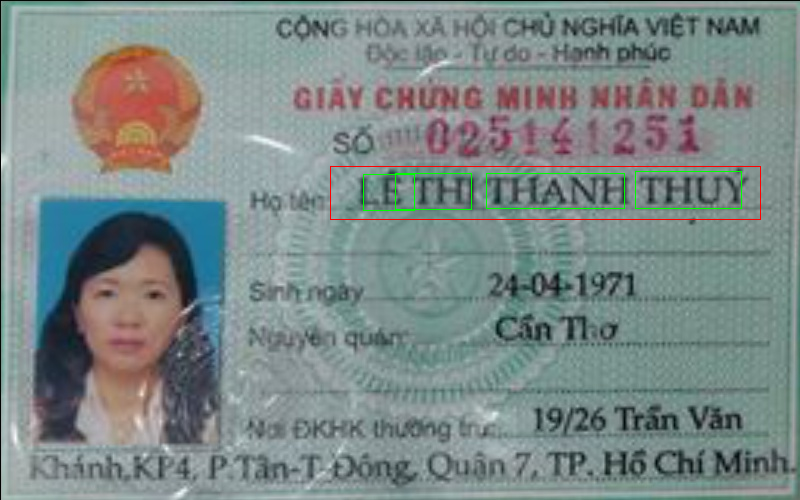 CỘNG HÒA XÃ HỘI CHỦ NGHĨA VIỆT NAM
Độc lập - Tự do - Hạnh phúc
GIẤY CHỨNG MINH NHÂN DÂN
SỐ 025141251
Họ tên LÊ THỊ THANH THUỶ
Sinh ngày 24-04-1971
Nguyên quán: Cần Thơ
Nơi ĐKHK thường trú: 19/26 Trần Văn
Khánh,KP4, P.Tân-T-Đông, Quận 7, TP. Hồ Chí Minh.